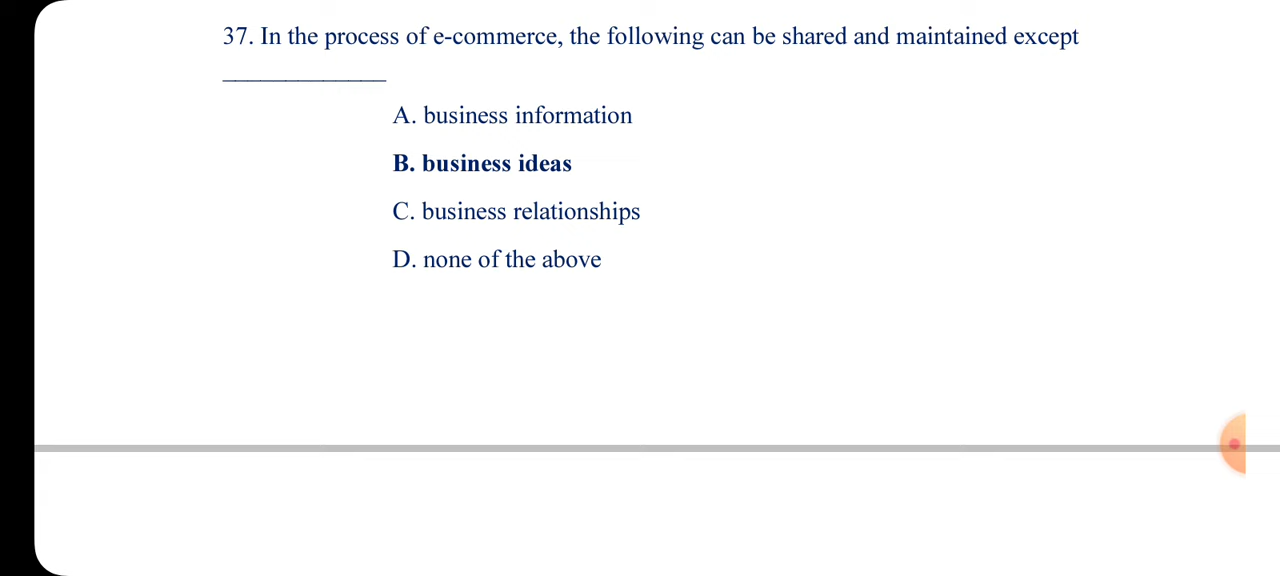 37. In the process of e-commerce, the following can be shared and maintained except
_____________
A. business information
B. business ideas
C. business relationships
D. none of the above